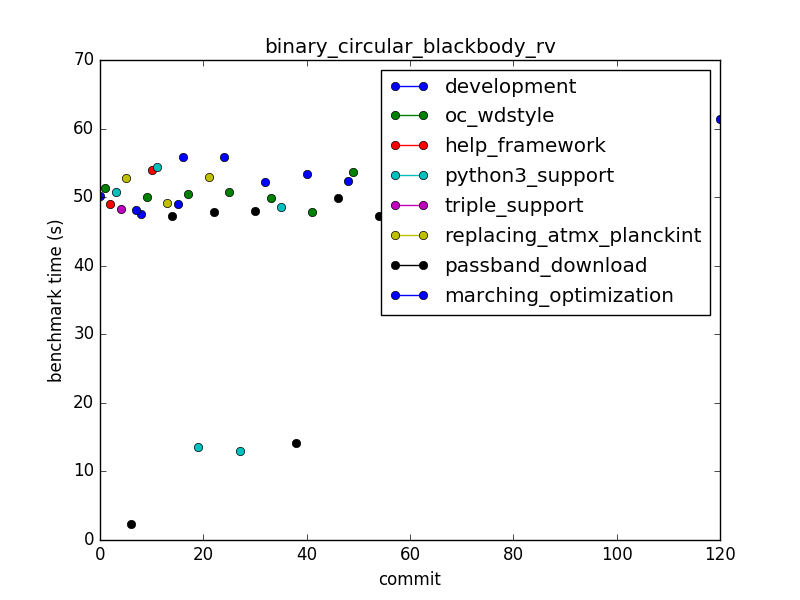 binary_circular_blackbody_rv
70
60
50
40
30
20
10
0
benchmark time (s)
development
oc_wdstyle
help_framework
python3_support
triple_support
replacing_atmx_planckint
passband_download
marching_optimization
0 20 40 60 80 100 120
commit